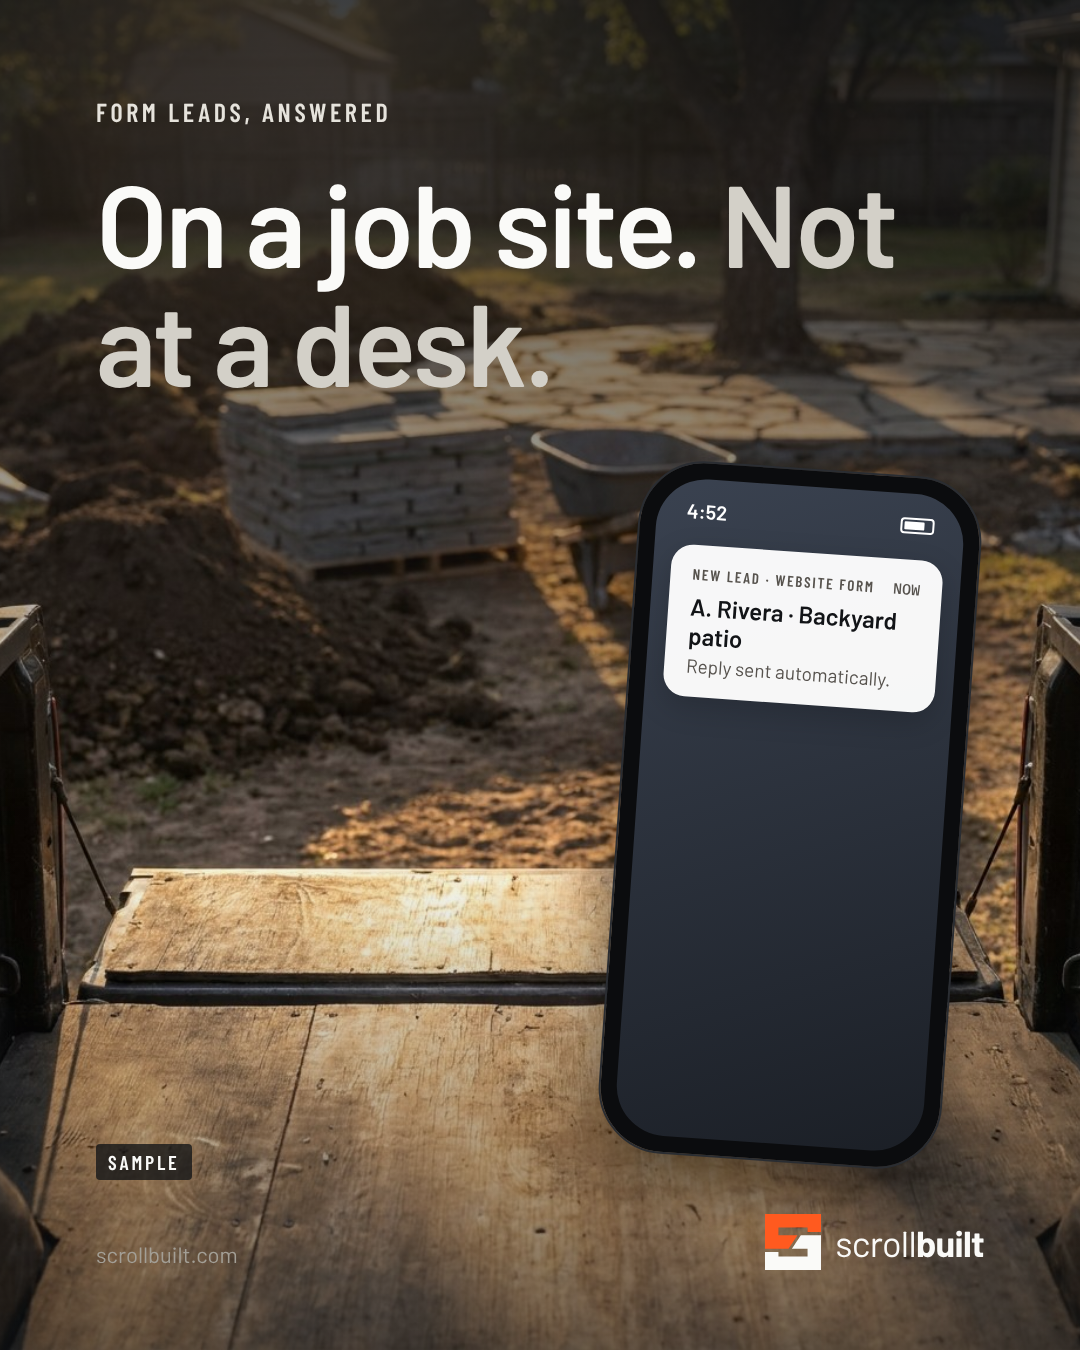 FORM LEADS, ANSWERED
On a job site. Not
at a desk.
4:52
NEW LEAD · WEBSITE FORM NOW
A. Rivera · Backyard
patio
Reply sent automatically.
SAMPLE
scrollbuilt.com
scrollbuilt